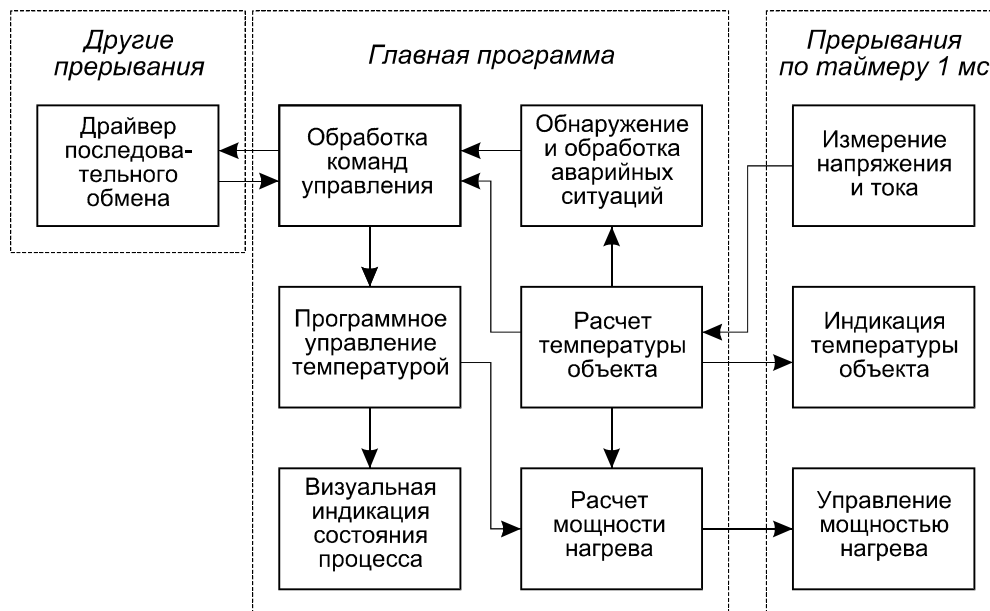 Другие
прерывания
Главная программа
Прерывания
по таймеру 1 мс
Драйвер
последова-
тельного
обмена
Обработка
команд
управления
Обнаружение
и обработка
аварийных
ситуаций
Измерение
напряжения
и тока
Программное
управление
температурой
Расчет
температуры
объекта
Индикация
температуры
объекта
Визуальная
индикация
состояния
процесса
Расчет
мощности
нагрева
Управление
мощностью
нагрева